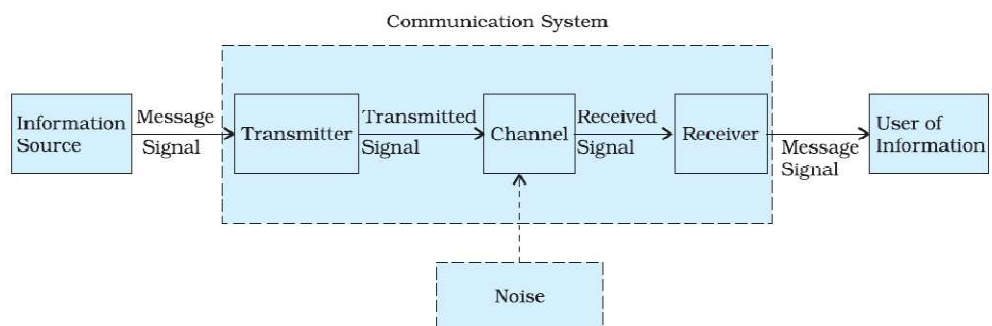 Communication System
Information
Source
Message
Signal
Transmitter
Transmitted
Signal
Channel
Received
Signal
Receiver
Message
Signal
User of
Information
Noise